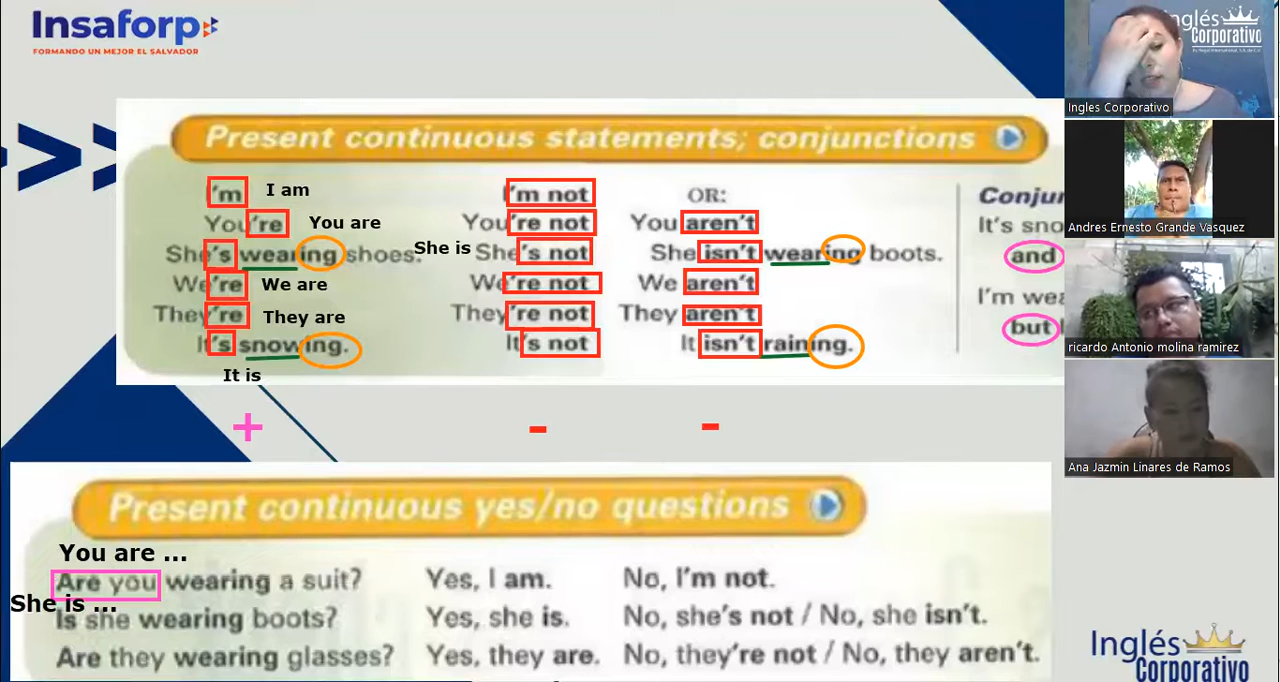 Insaforp
FORMANDO UN MEJOR EL SALVADOR
Present continuous statements; conjunctions
I'm I am I'm not OR:
You're You are You're not You aren't
She's wearing shoes. She is She's not She isn't wearing boots.
We're We are We're not We aren't
They're They are They're not They aren't
It's snowing. It's not It isn't raining.
It is
Conjun
It's sno
and
I'm wea
but
+ - -
Present continuous yes/no questions
You are ...
Are you wearing a suit? Yes, I am. No, I'm not.
She is ...
Is she wearing boots? Yes, she is. No, she's not / No, she isn't.
Are they wearing glasses? Yes, they are. No, they're not / No, they aren't.
Inglés
Corporativo
Ingles Corporativo
Andres Ernesto Grande Vasquez
ricardo Antonio molina ramirez
Ana Jazmin Linares de Ramos
Inglés
Corporativo